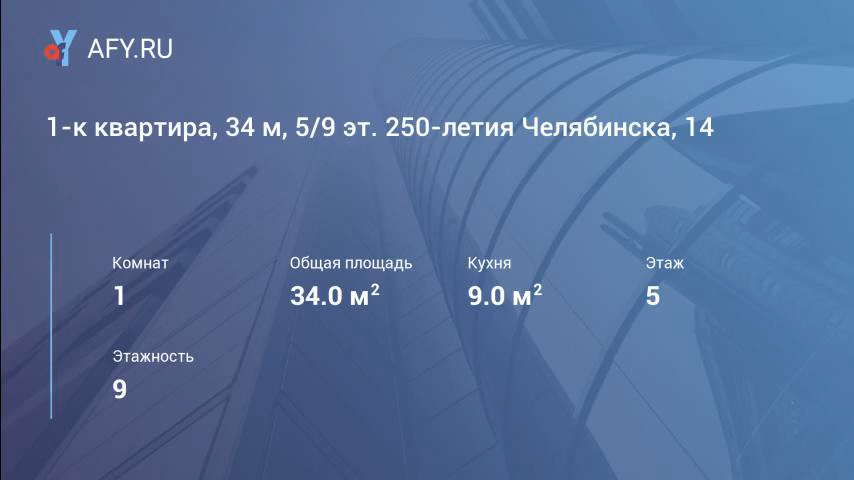 AFY.RU
1-к квартира, 34 м, 5/9 эт. 250-летия Челябинска, 14
Комнат Общая площадь Кухня Этаж
1 34.0 м² 9.0 м² 5
Этажность
9